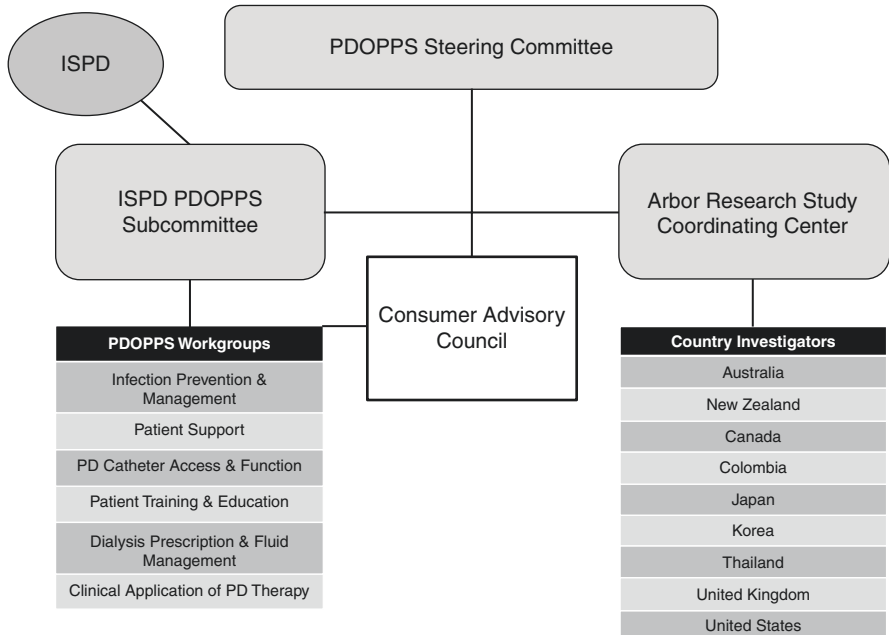 ISPD
PDOPPS Steering Committee
ISPD PDOPPS
Subcommittee
Arbor Research Study
Coordinating Center
Consumer Advisory
Council
PDOPPS Workgroups
Infection Prevention &
Management
Patient Support
PD Catheter Access & Function
Patient Training & Education
Dialysis Prescription & Fluid
Management
Clinical Application of PD Therapy
Country Investigators
Australia
New Zealand
Canada
Colombia
Japan
Korea
Thailand
United Kingdom
United States